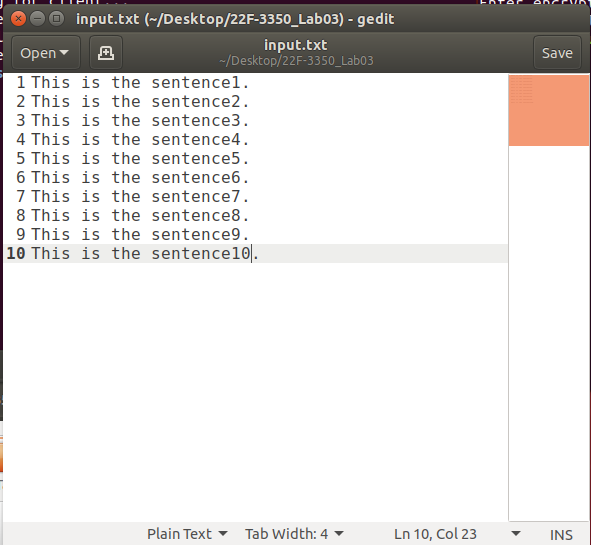 input.txt (~/Desktop/22F-3350_Lab03) - gedit
Open
input.txt
~/Desktop/22F-3350_Lab03
Save
1 This is the sentence1.
2 This is the sentence2.
3 This is the sentence3.
4 This is the sentence4.
5 This is the sentence5.
6 This is the sentence6.
7 This is the sentence7.
8 This is the sentence8.
9 This is the sentence9.
10 This is the sentence10.
Plain Text Tab Width: 4 Ln 10, Col 23 INS